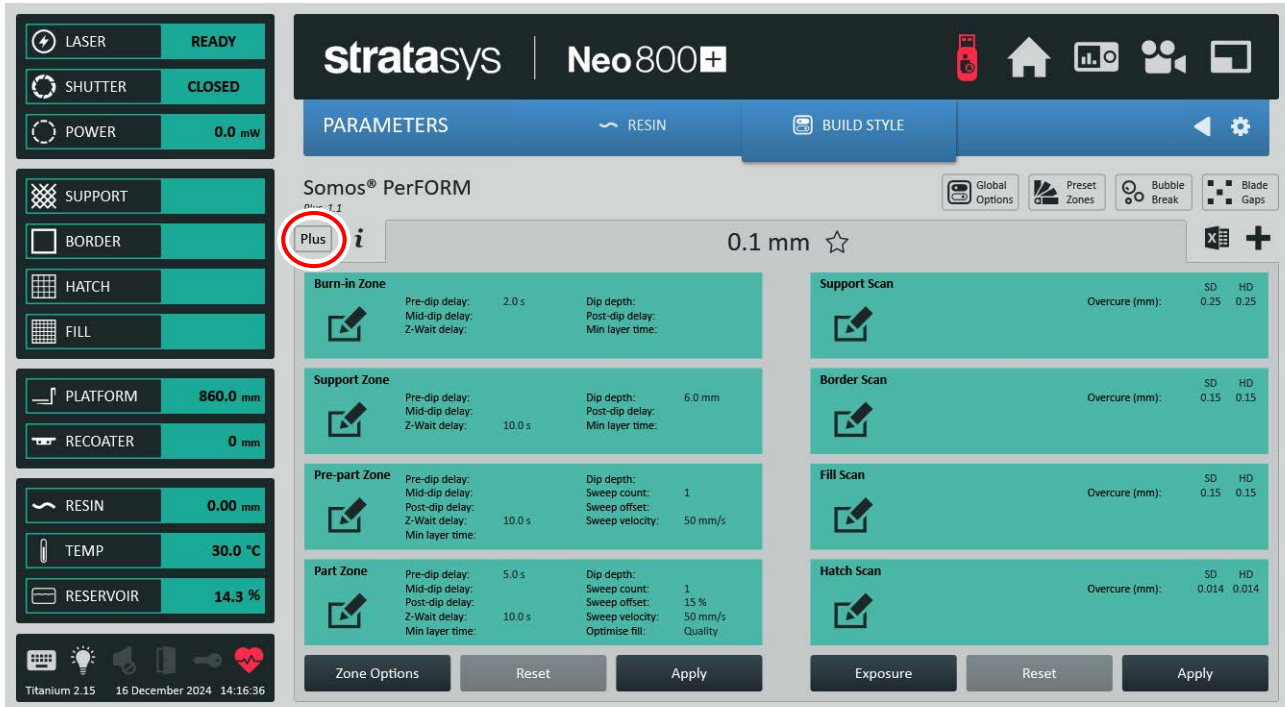 LASER READY
SHUTTER CLOSED
POWER 0.0 mW
SUPPORT
BORDER
HATCH
FILL
PLATFORM 860.0 mm
RECOATER 0 mm
RESIN 0.00 mm
TEMP 30.0 °C
RESERVOIR 14.3 %
Titanium 2.15 16 December 2024 14:16:36
stratasys Neo800+
PARAMETERS RESIN BUILD STYLE
Somos® PerFORM
Plus 1.1
Global Options
Preset Zones
Bubble Break
Blade Gaps
Plus i 0.1 mm
Burn-in Zone
Pre-dip delay: 2.0 s Dip depth:
Mid-dip delay: Post-dip delay:
Z-Wait delay: Min layer time:
Support Zone
Pre-dip delay: Dip depth: 6.0 mm
Mid-dip delay: Post-dip delay:
Z-Wait delay: 10.0 s Min layer time:
Pre-part Zone
Pre-dip delay: Dip depth:
Mid-dip delay: Sweep count: 1
Post-dip delay: Sweep offset:
Z-Wait delay: 10.0 s Sweep velocity: 50 mm/s
Min layer time:
Part Zone
Pre-dip delay: 5.0 s Dip depth:
Mid-dip delay: Sweep count: 1
Post-dip delay: Sweep offset: 15 %
Z-Wait delay: 10.0 s Sweep velocity: 50 mm/s
Min layer time: Optimise fill: Quality
Zone Options Reset Apply
Support Scan
SD HD
Overcure (mm): 0.25 0.25
Border Scan
SD HD
Overcure (mm): 0.15 0.15
Fill Scan
SD HD
Overcure (mm): 0.15 0.15
Hatch Scan
SD HD
Overcure (mm): 0.014 0.014
Exposure Reset Apply